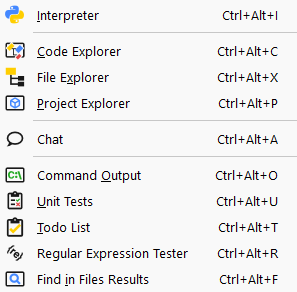 Interpreter Ctrl+Alt+I
Code Explorer Ctrl+Alt+C
File Explorer Ctrl+Alt+X
Project Explorer Ctrl+Alt+P
Chat Ctrl+Alt+A
C:\ Command Output Ctrl+Alt+O
Unit Tests Ctrl+Alt+U
Todo List Ctrl+Alt+T
Regular Expression Tester Ctrl+Alt+R
Find in Files Results Ctrl+Alt+F